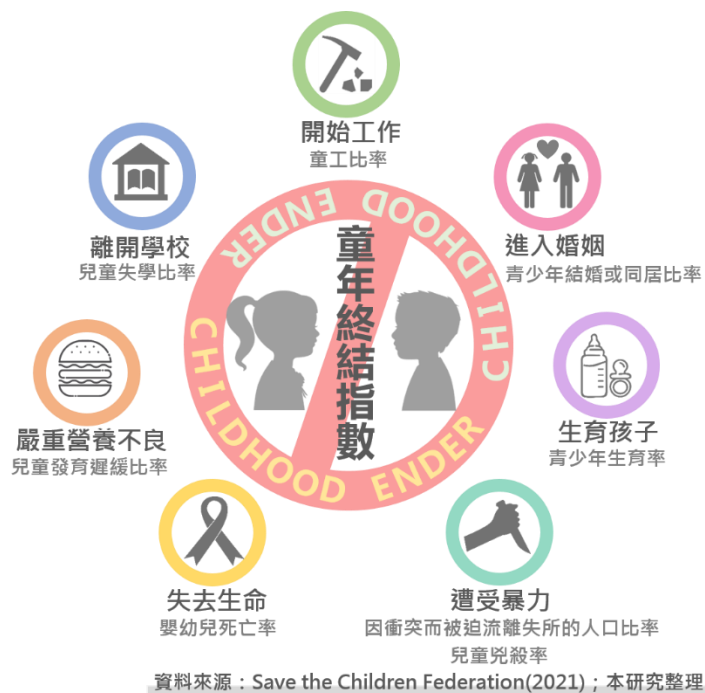 開始工作
童工比率
離開學校
兒童失學比率
進入婚姻
青少年結婚或同居比率
CHILDHOOD ENDER
童年終結指數
CHILDHOOD ENDER
嚴重營養不良
兒童發育遲緩比率
生育孩子
青少年生育率
失去生命
嬰幼兒死亡率
遭受暴力
因衝突而被迫流離失所的人口比率
兒童兇殺率
資料來源：Save the Children Federation(2021)；本研究整理